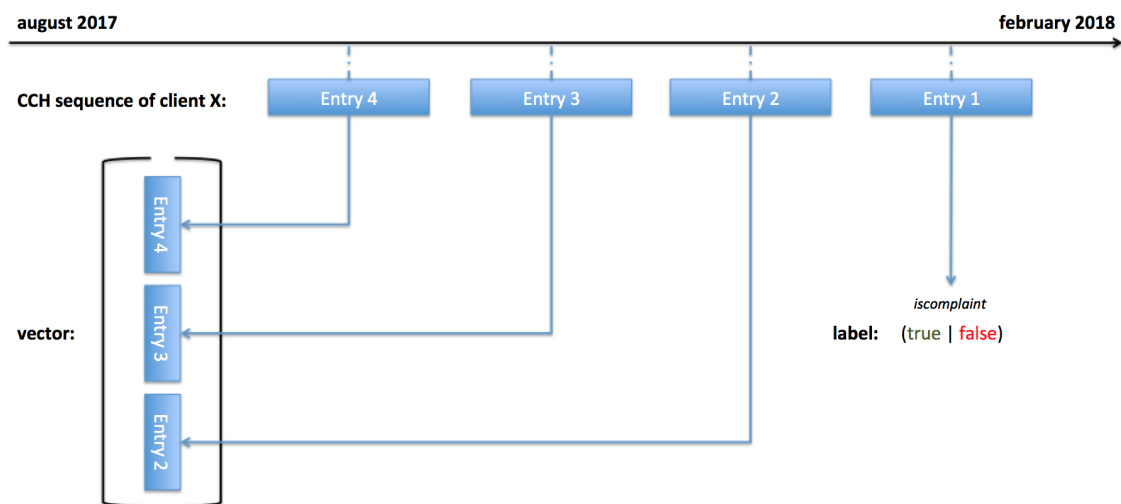 august 2017
february 2018
CCH sequence of client X:
Entry 4
Entry 3
Entry 2
Entry 1
Entry 4
Entry 3
Entry 2
vector:
iscomplaint
label: (true | false)